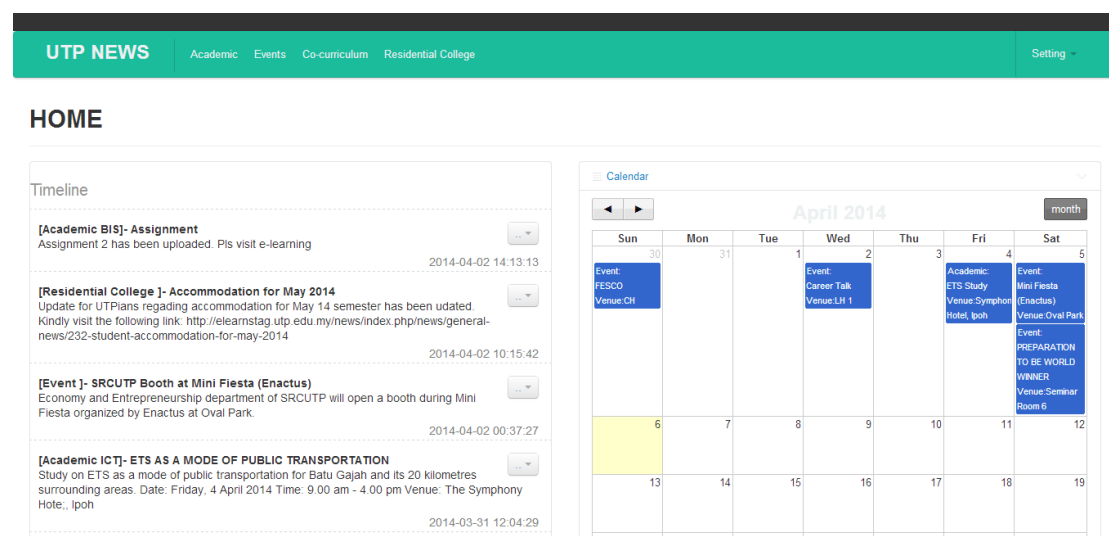 UTP NEWS Academic Events Co-curriculum Residential College Setting
HOME
Timeline
[Academic BIS]- Assignment
Assignment 2 has been uploaded. Pls visit e-learning
..
2014-04-02 14:13:13
[Residential College ]- Accommodation for May 2014
Update for UTPians regading accommodation for May 14 semester has been udated.
Kindly visit the following link: http://elearnstag.utp.edu.my/news/index.php/news/general-
news/232-student-accommodation-for-may-2014
..
2014-04-02 10:15:42
[Event ]- SRCUTP Booth at Mini Fiesta (Enactus)
Economy and Entrepreneurship department of SRCUTP will open a booth during Mini
Fiesta organized by Enactus at Oval Park.
..
2014-04-02 00:37:27
[Academic ICT]- ETS AS A MODE OF PUBLIC TRANSPORTATION
Study on ETS as a mode of public transportation for Batu Gajah and its 20 kilometres
surrounding areas. Date: Friday, 4 April 2014 Time: 9.00 am - 4.00 pm Venue: The Symphony
Hote;, Ipoh
..
2014-03-31 12:04:29
Calendar
April 2014
month
Sun Mon Tue Wed Thu Fri Sat
30 31 1 2 3 4 5
Event:
FESCO
Venue:CH
Event:
Career Talk
Venue:LH 1
Academic:
ETS Study
Venue:Symphon
Hotel, Ipoh
Event:
Mini Fiesta
(Enactus)
Venue:Oval Park
Event:
PREPARATION
TO BE WORLD
WINNER
Venue:Seminar
Room 6
6 7 8 9 10 11 12
13 14 15 16 17 18 19